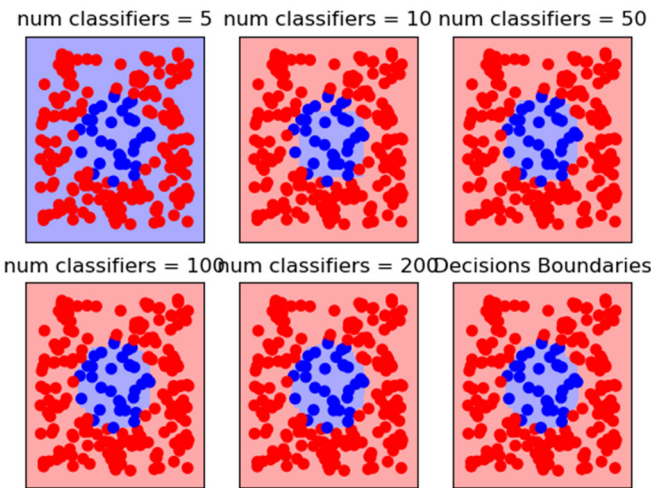 num classifiers = 5
num classifiers = 10
num classifiers = 50
num classifiers = 100
num classifiers = 200
Decisions Boundaries